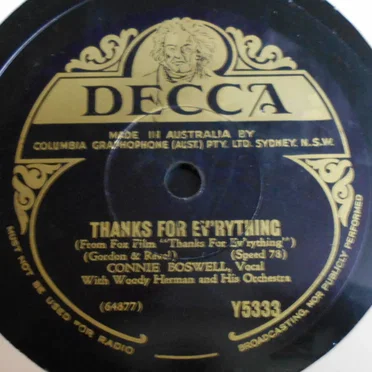 DECCA
MADE IN AUSTRALIA BY
COLUMBIA GRAPHOPHONE (AUST.) PTY. LTD. SYDNEY, N.S.W.
THANKS FOR EV'RYTHING
(From Fox Film "Thanks For Ev'rything")
(Gordon & Revel) (Speed 78)
CONNIE BOSWELL, Vocal
With Woody Herman and His Orchestra
(64877) Y5333
MUST NOT BE USED FOR RADIO BROADCASTING, NOR PUBLICLY PERFORMED